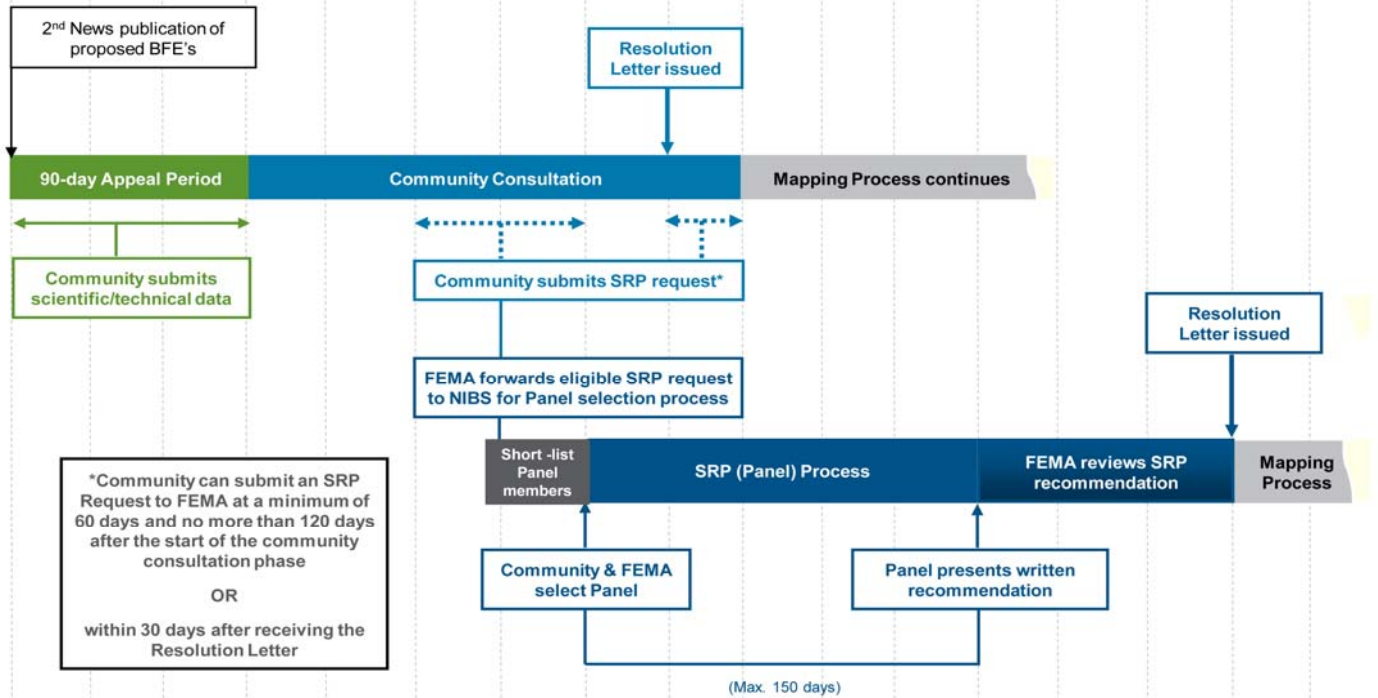 2nd News publication of
proposed BFE's
Resolution
Letter issued
90-day Appeal Period
Community Consultation
Mapping Process continues
Community submits
scientific/technical data
Community submits SRP request*
Resolution
Letter issued
FEMA forwards eligible SRP request
to NIBS for Panel selection process
Short -list
Panel
members
SRP (Panel) Process
FEMA reviews SRP
recommendation
Mapping
Process
*Community can submit an SRP
Request to FEMA at a minimum of
60 days and no more than 120 days
after the start of the community
consultation phase
OR
within 30 days after receiving the
Resolution Letter
Community & FEMA
select Panel
Panel presents written
recommendation
(Max. 150 days)